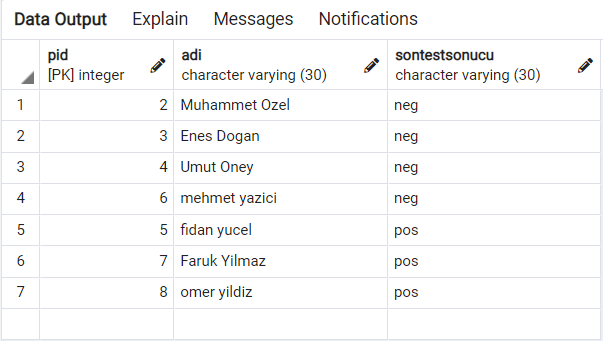 Data Output Explain Messages Notifications
pid adi sontestsonucu
[PK] integer character varying (30) character varying (30)
1 2 Muhammet Ozel neg
2 3 Enes Dogan neg
3 4 Umut Oney neg
4 6 mehmet yazici neg
5 5 fidan yucel pos
6 7 Faruk Yilmaz pos
7 8 omer yildiz pos